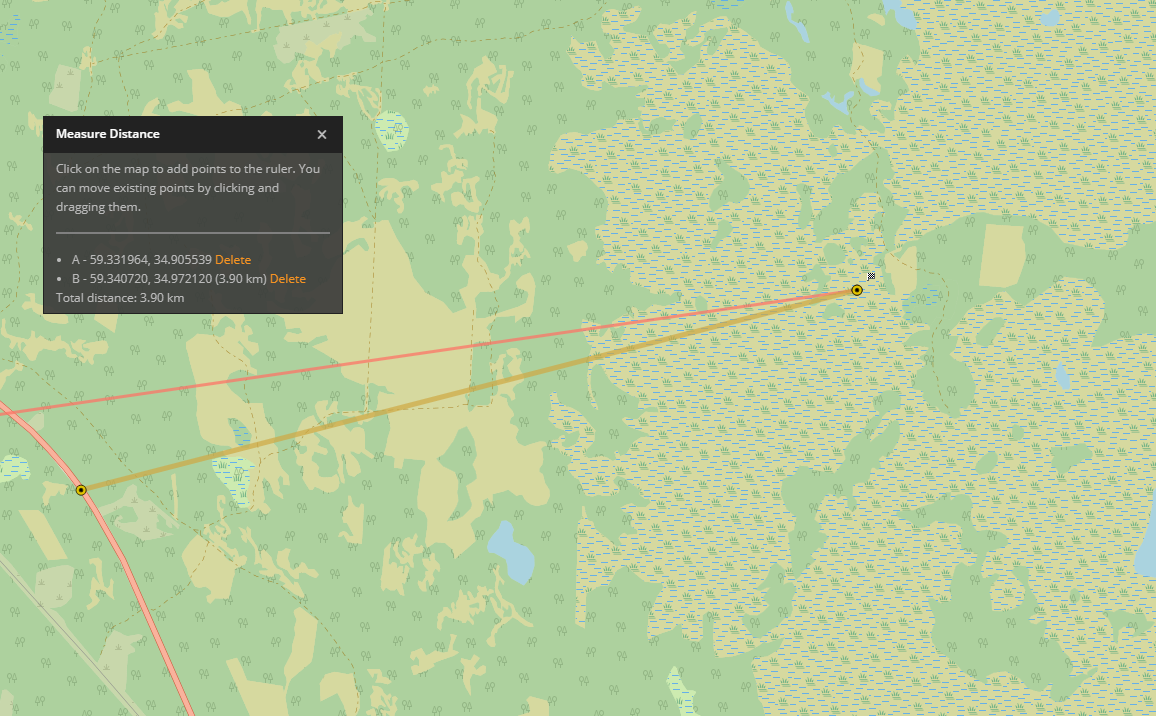 Measure Distance ×
Click on the map to add points to the ruler. You
can move existing points by clicking and
dragging them.
• A - 59.331964, 34.905539 Delete
• B - 59.340720, 34.972120 (3.90 km) Delete
Total distance: 3.90 km